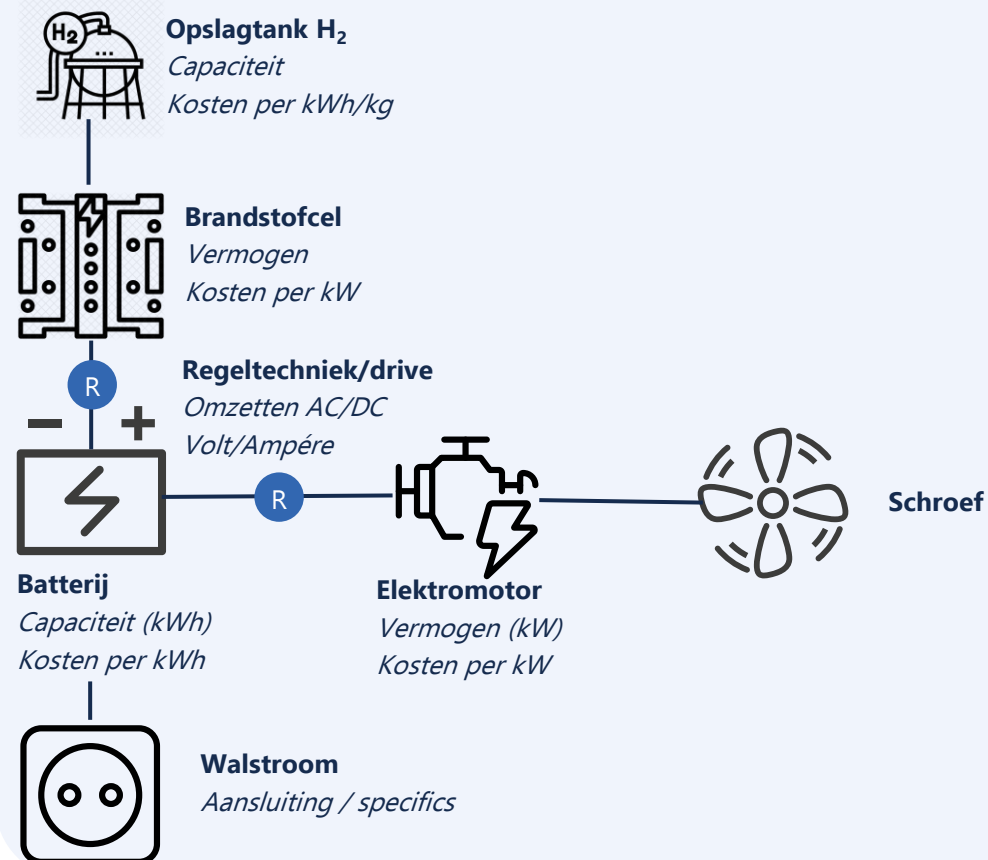 H2
Opslagtank H₂
Capaciteit
Kosten per kWh/kg
Brandstofcel
Vermogen
Kosten per kW
R
Regeltechniek/drive
Omzetten AC/DC
Volt/Ampére
R
Schroef
Batterij
Capaciteit (kWh)
Kosten per kWh
Elektromotor
Vermogen (kW)
Kosten per kW
Walstroom
Aansluiting / specifics